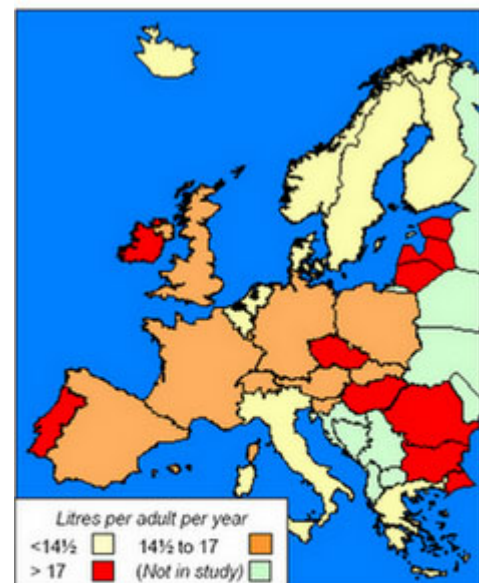 Litres per adult per year
<14½ 14½ to 17
> 17 (Not in study)